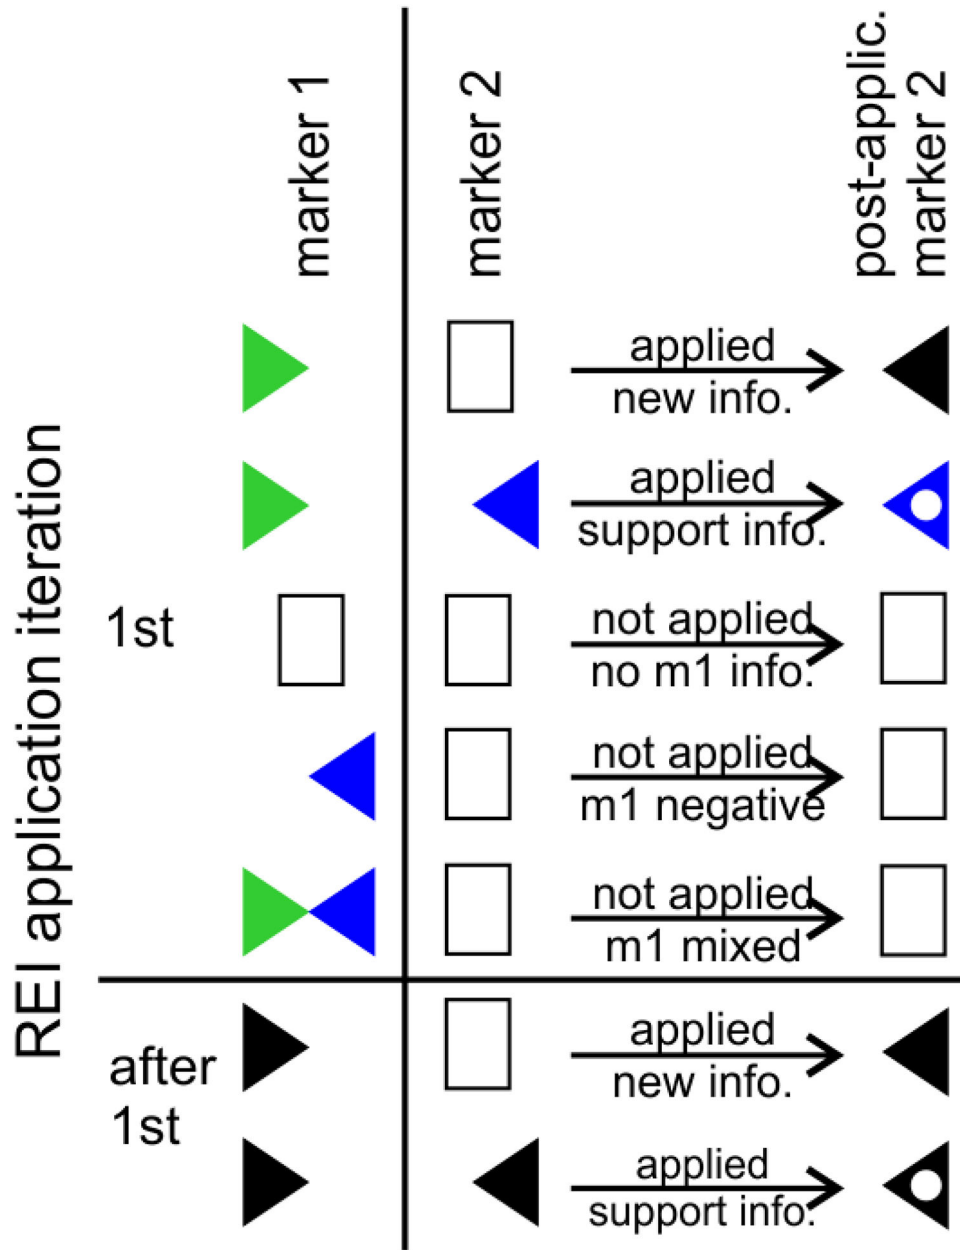 marker 1
marker 2
post-applic.
marker 2
REI application iteration
1st
applied
new info.
applied
support info.
not applied
no m1 info.
not applied
m1 negative
not applied
m1 mixed
after
1st
applied
new info.
applied
support info.